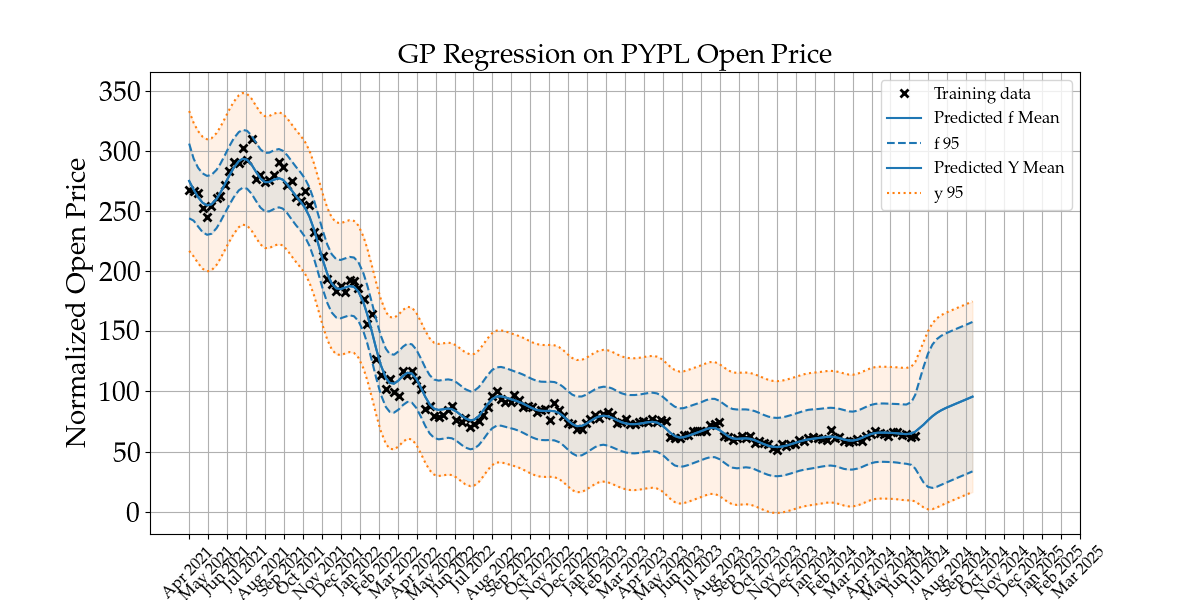 GP Regression on PYPL Open Price
Normalized Open Price
350
300
250
200
150
100
50
0
Training data
Predicted f Mean
f 95
Predicted Y Mean
y 95
Apr 2021
May 2021
Jun 2021
Jul 2021
Aug 2021
Sep 2021
Oct 2021
Nov 2021
Dec 2021
Jan 2022
Feb 2022
Mar 2022
Apr 2022
May 2022
Jun 2022
Jul 2022
Aug 2022
Sep 2022
Oct 2022
Nov 2022
Dec 2022
Jan 2023
Feb 2023
Mar 2023
Apr 2023
May 2023
Jun 2023
Jul 2023
Aug 2023
Sep 2023
Oct 2023
Nov 2023
Dec 2023
Jan 2024
Feb 2024
Mar 2024
Apr 2024
May 2024
Jun 2024
Jul 2024
Aug 2024
Sep 2024
Oct 2024
Nov 2024
Dec 2024
Jan 2025
Feb 2025
Mar 2025